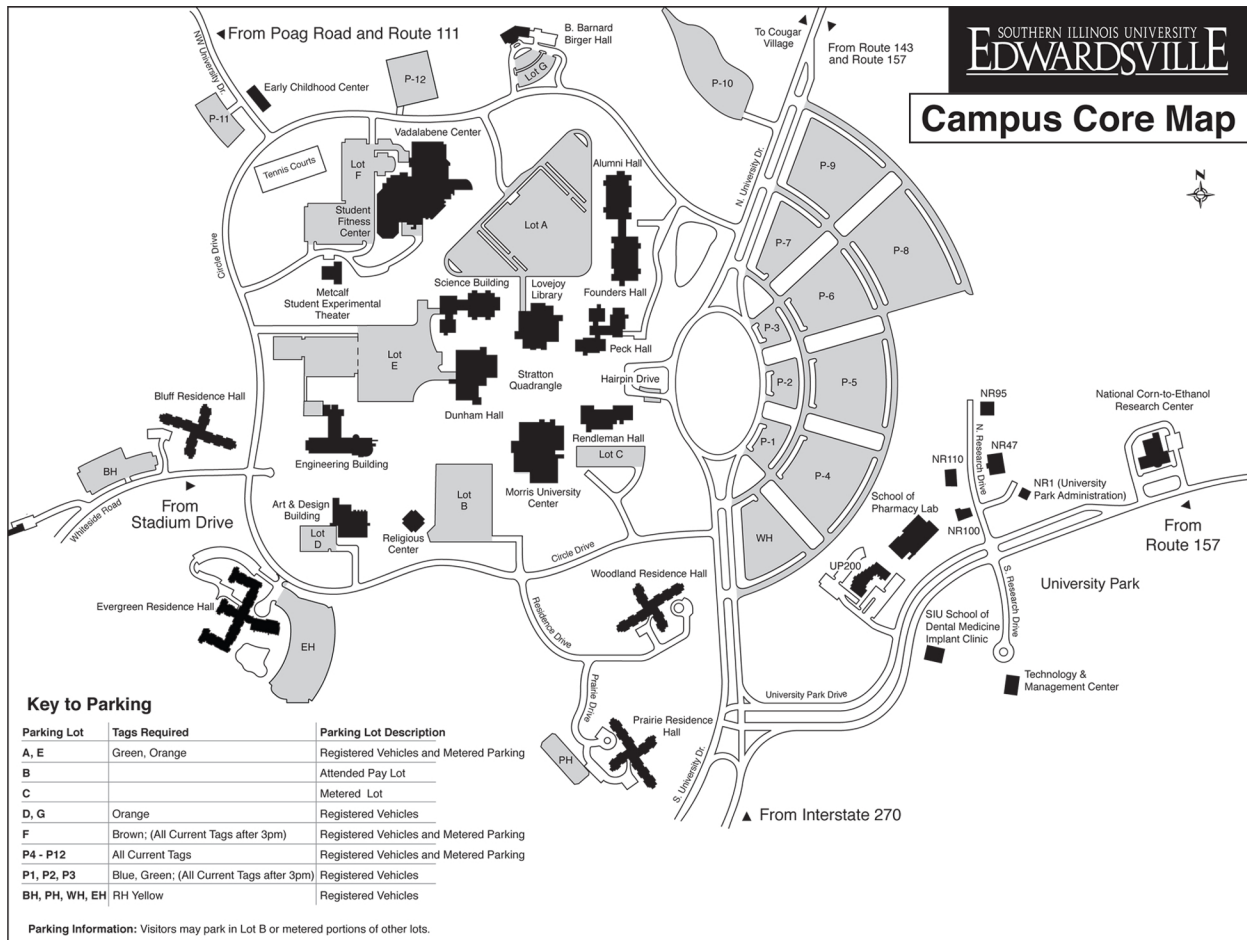 SOUTHERN ILLINOIS UNIVERSITY
EDWARDSVILLE
Campus Core Map
N
From Poag Road and Route 111
NW University Dr.
P-12
Early Childhood Center
P-11
B. Barnard
Birger Hall
Lot G
To Cougar
Village
From Route 143
and Route 157
P-10
Vadalabene Center
Tennis Courts
Lot
F
Student
Fitness
Center
Alumni Hall
Lot A
N. University Dr.
P-9
P-7
P-8
P-6
Circle Drive
Metcalf
Student Experimental
Theater
Science Building
Lovejoy
Library
Founders Hall
Peck Hall
P-3
Lot
E
Stratton
Quadrangle
Hairpin Drive
P-2
P-5
Dunham Hall
Bluff Residence Hall
Engineering Building
Rendleman Hall
Lot C
P-1
P-4
NR95
N. Research Drive
NR47
NR110
NR1 (University
Park Administration)
NR100
National Corn-to-Ethanol
Research Center
BH
Whiteside Road
From
Stadium Drive
Morris University
Center
Lot
B
Art & Design
Building
Lot
D
Religious
Center
WH
School of
Pharmacy Lab
From
Route 157
Circle Drive
UP200
University Park
Evergreen Residence Hall
EH
Woodland Residence Hall
Residence Drive
SIU School of
Dental Medicine
Implant Clinic
S. Research Drive
Technology &
Management Center
Prairie Drive
University Park Drive
Prairie Residence
Hall
PH
S. University Dr.
From Interstate 270
Key to Parking
Parking Lot Tags Required Parking Lot Description
A, E Green, Orange Registered Vehicles and Metered Parking
B Attended Pay Lot
C Metered Lot
D, G Orange Registered Vehicles
F Brown; (All Current Tags after 3pm) Registered Vehicles and Metered Parking
P4 - P12 All Current Tags Registered Vehicles and Metered Parking
P1, P2, P3 Blue, Green; (All Current Tags after 3pm) Registered Vehicles
BH, PH, WH, EH RH Yellow Registered Vehicles
Parking Information: Visitors may park in Lot B or metered portions of other lots.